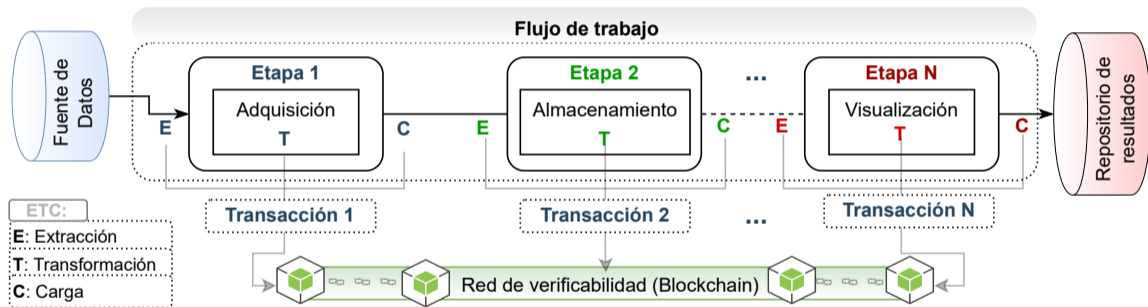 Flujo de trabajo
Fuente de
Datos
Etapa 1
Adquisición
E
T
C
Etapa 2
Almacenamiento
E
T
C
...
Etapa N
Visualización
E
T
C
Repositorio de
resultados
ETC:
E: Extracción
T: Transformación
C: Carga
Transacción 1
Transacción 2
...
Transacción N
Red de verificabilidad (Blockchain)